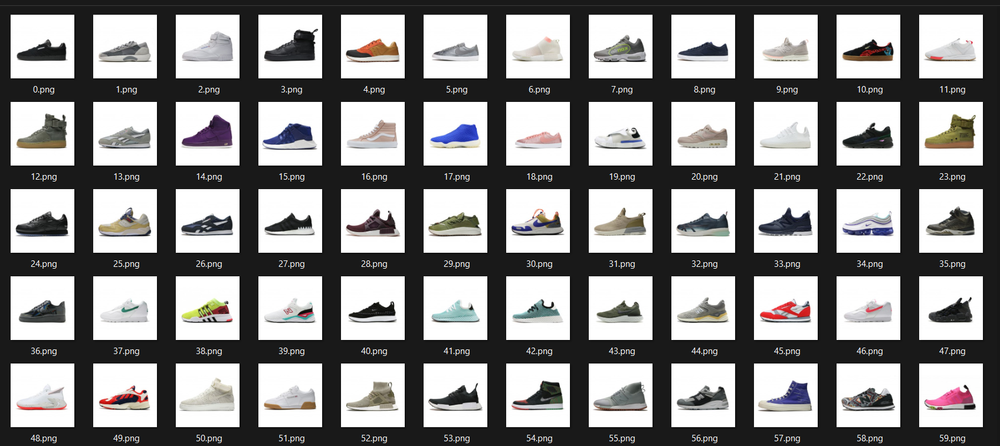 0.png 1.png 2.png 3.png 4.png 5.png 6.png 7.png 8.png 9.png 10.png 11.png
12.png 13.png 14.png 15.png 16.png 17.png 18.png 19.png 20.png 21.png 22.png 23.png
24.png 25.png 26.png 27.png 28.png 29.png 30.png 31.png 32.png 33.png 34.png 35.png
36.png 37.png 38.png 39.png 40.png 41.png 42.png 43.png 44.png 45.png 46.png 47.png
48.png 49.png 50.png 51.png 52.png 53.png 54.png 55.png 56.png 57.png 58.png 59.png